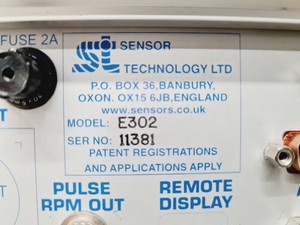 FUSE 2A
SENSOR
TECHNOLOGY LTD
P.O. BOX 36,BANBURY,
OXON. OX15 6JB,ENGLAND
www.sensors.co.uk
MODEL: E302
SER NO: 11381
PATENT REGISTRATIONS
AND APPLICATIONS APPLY
PULSE
RPM OUT
REMOTE
DISPLAY